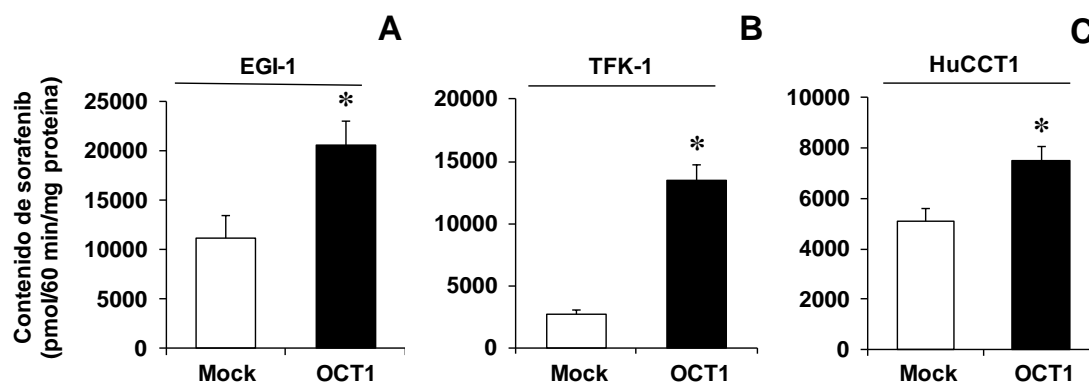 A
EGI-1
Contenido de sorafenib
(pmol/60 min/mg proteína)
25000
20000
15000
10000
5000
0
*
Mock
OCT1
B
TFK-1
20000
15000
10000
5000
0
*
Mock
OCT1
C
HuCCT1
10000
8000
6000
4000
2000
0
*
Mock
OCT1